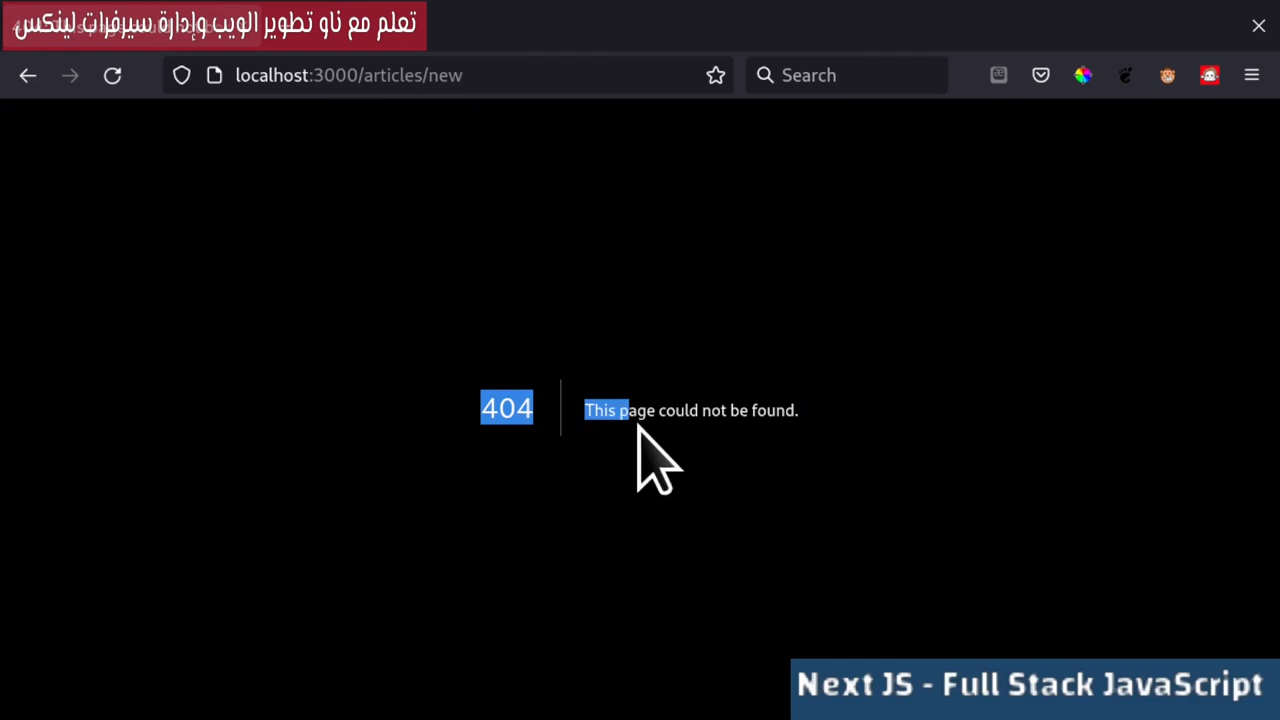 تعلم مع ناو تطوير الويب وإدارة سيرفرات لينكس
localhost:3000/articles/new
Search
404
This page could not be found.
Next JS - Full Stack JavaScript